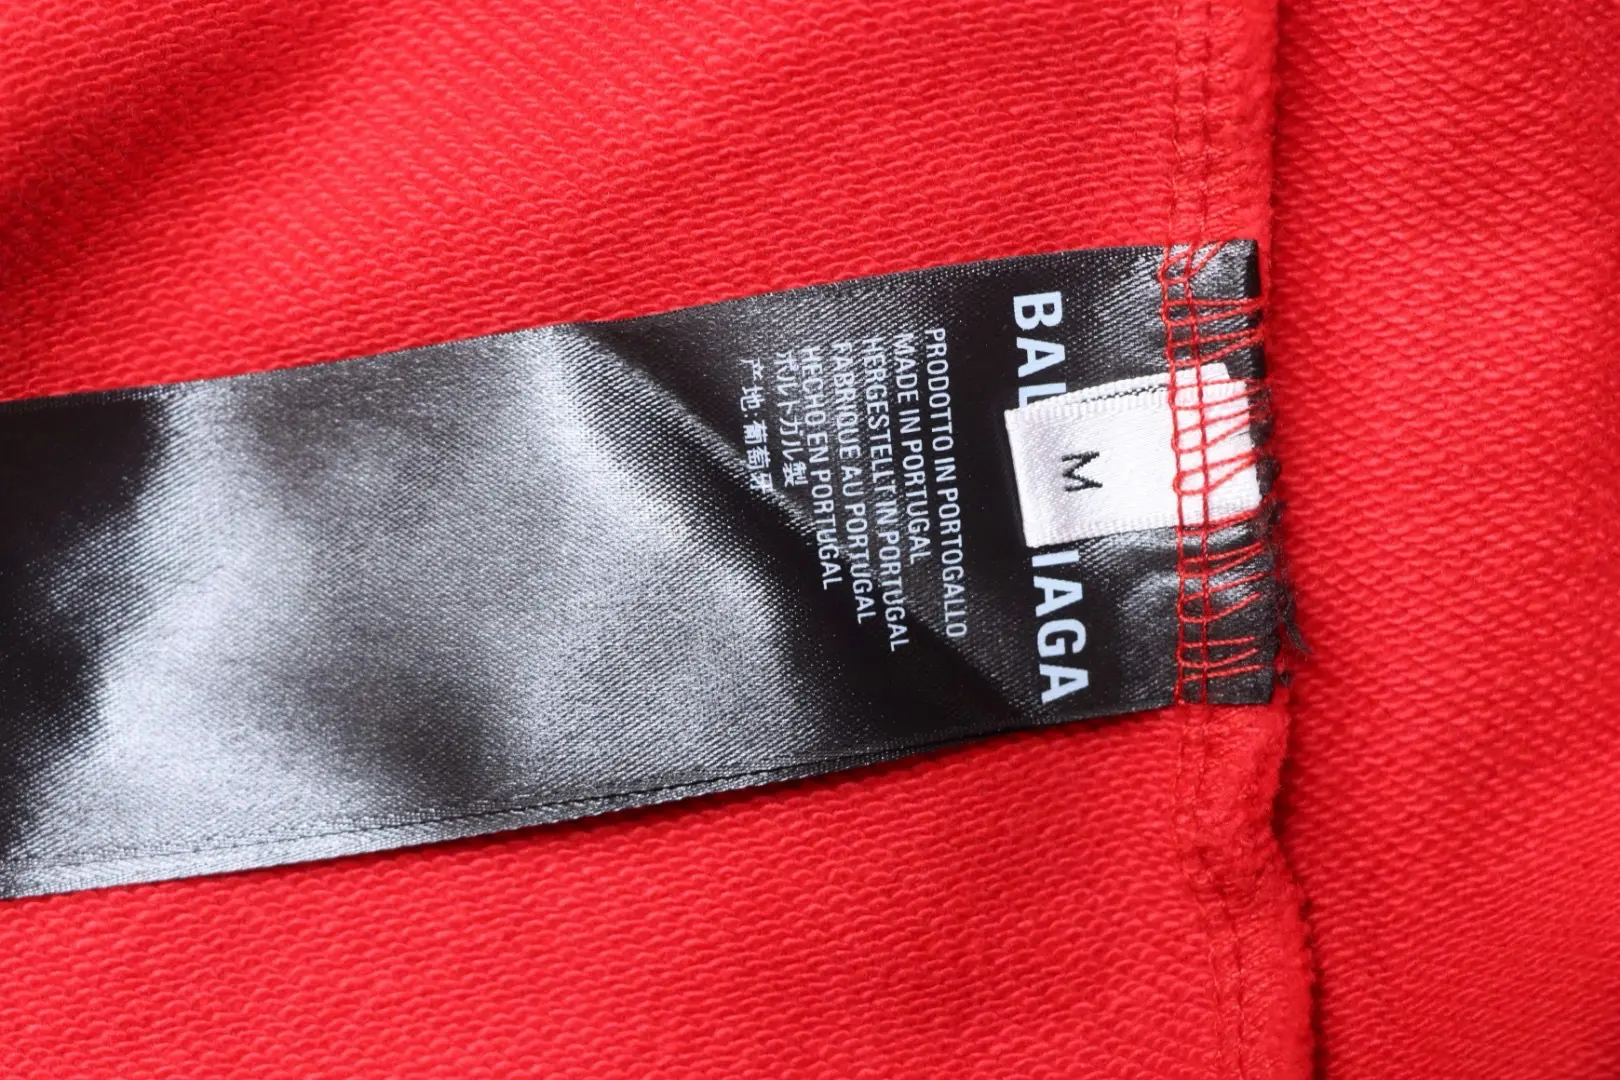 BAL IAGA
M
PRODOTTO IN PORTOGALLO
MADE IN PORTUGAL
HERGESTELLT IN PORTUGAL
FABRIQUE AU PORTUGAL
HECHO EN PORTUGAL
ポルトガル製
产地:葡萄牙